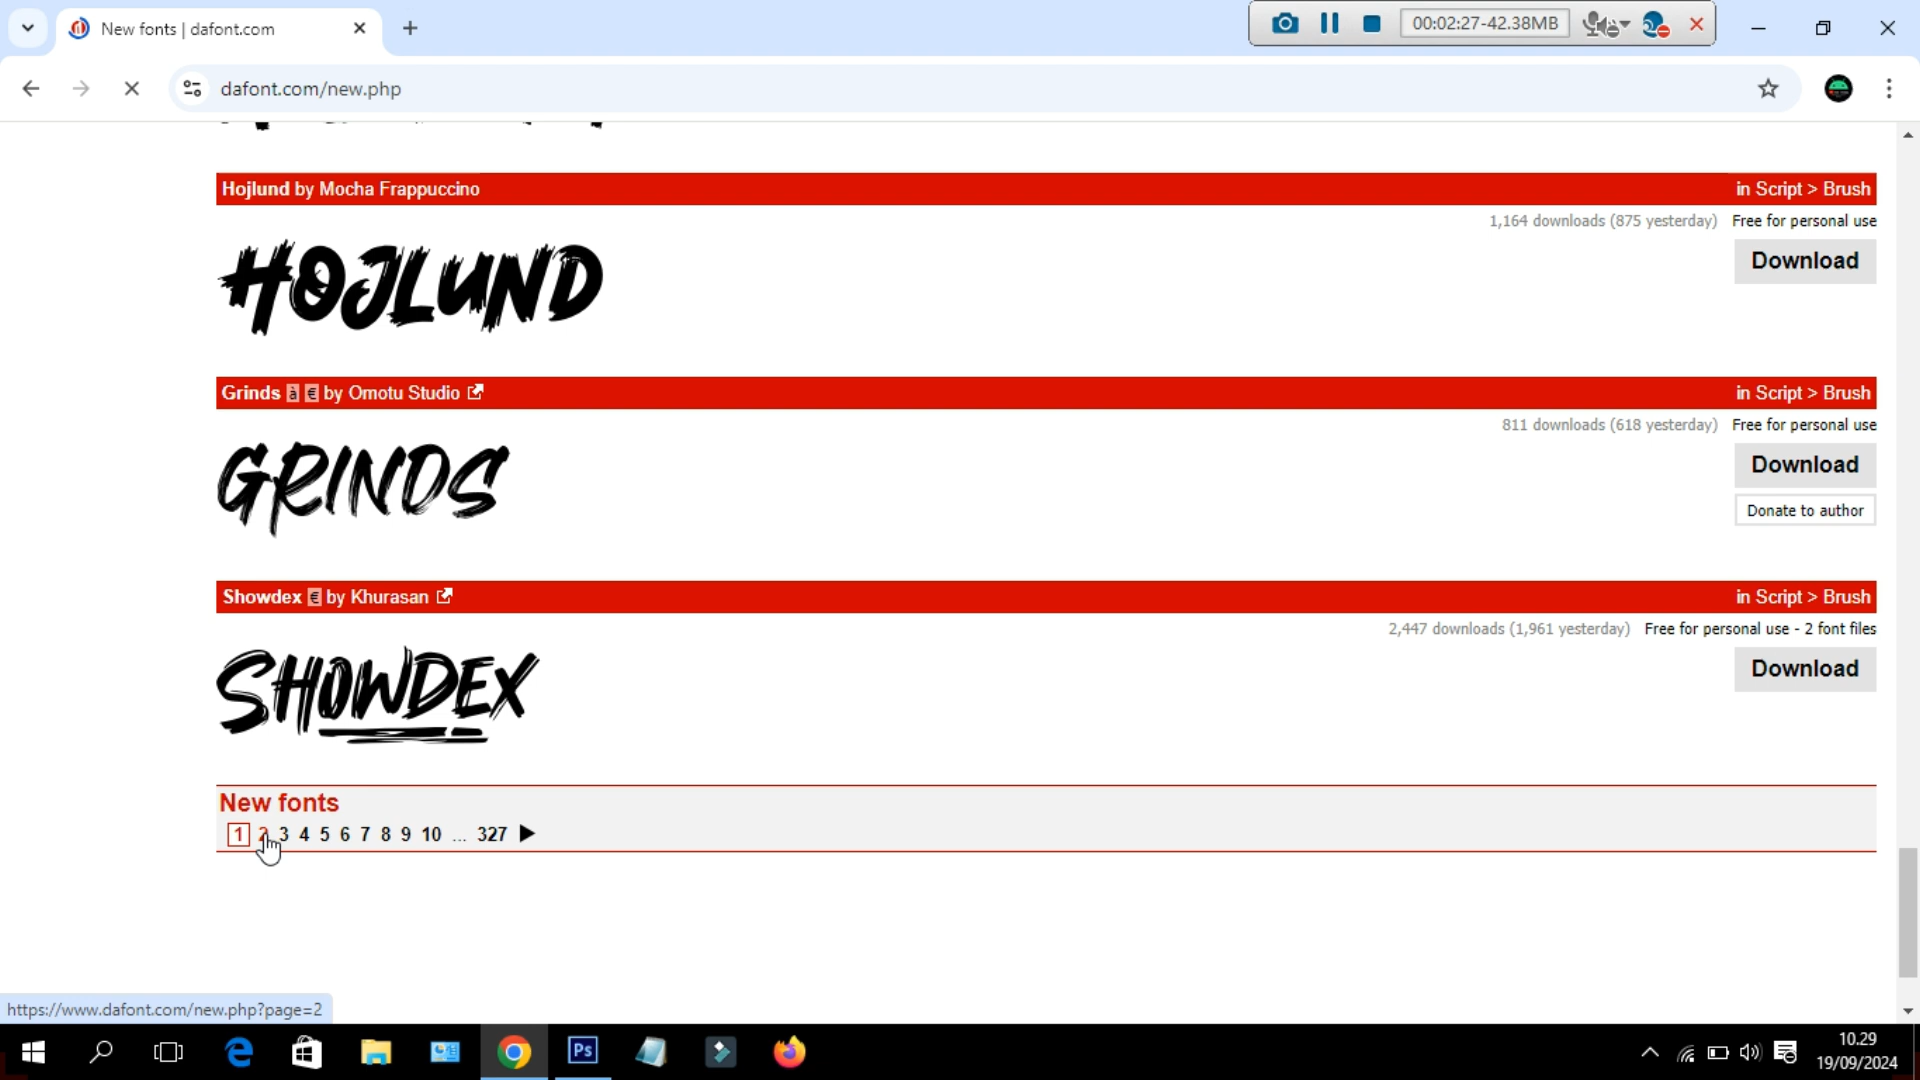 New fonts | dafont.com
00:02:27-42.38MB
dafont.com/new.php
Hojlund by Mocha Frappuccino in Script > Brush
1,164 downloads (875 yesterday) Free for personal use
HOJLUND
Download
Grinds à € by Omotu Studio in Script > Brush
811 downloads (618 yesterday) Free for personal use
GRINDS
Download
Donate to author
Showdex € by Khurasan in Script > Brush
2,447 downloads (1,961 yesterday) Free for personal use - 2 font files
SHOWDEX
Download
New fonts
1 2 3 4 5 6 7 8 9 10 ... 327
https://www.dafont.com/new.php?page=2
Ps
10.29
19/09/2024